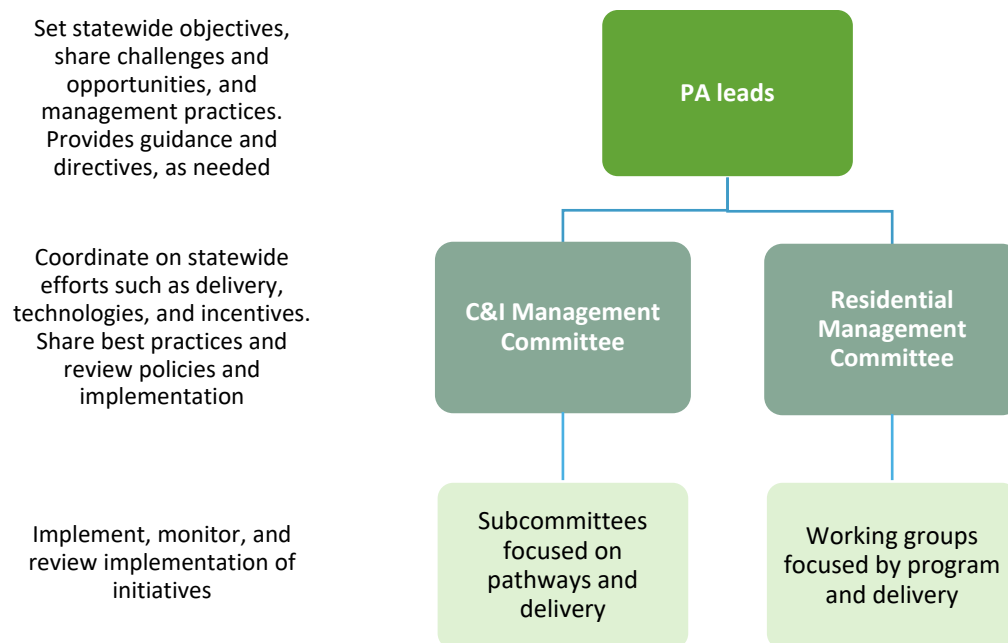 Set statewide objectives,
share challenges and
opportunities, and
management practices.
Provides guidance and
directives, as needed
PA leads
Coordinate on statewide
efforts such as delivery,
technologies, and incentives.
Share best practices and
review policies and
implementation
C&I Management
Committee
Residential
Management
Committee
Implement, monitor, and
review implementation of
initiatives
Subcommittees
focused on
pathways and
delivery
Working groups
focused by program
and delivery